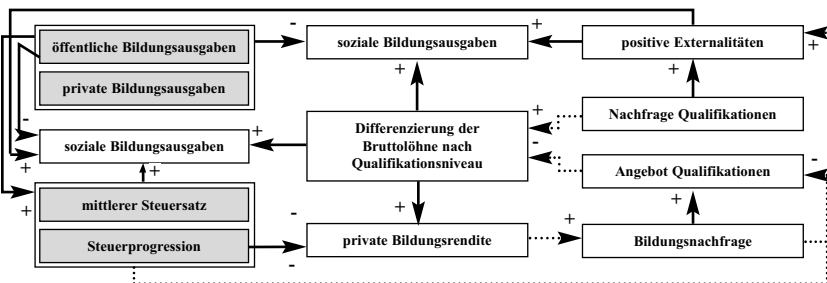 öffentliche Bildungsausgaben
private Bildungsausgaben
soziale Bildungsausgaben
mittlerer Steuersatz
Steuerprogression
soziale Bildungsausgaben
Differenzierung der
Bruttolöhne nach
Qualifikationsniveau
private Bildungsrendite
positive Externalitäten
Nachfrage Qualifikationen
Angebot Qualifikationen
Bildungsnachfrage
-
+
+
+
+
+
-
-
+
+
+
+
+
-
-
-
+
+
+
-